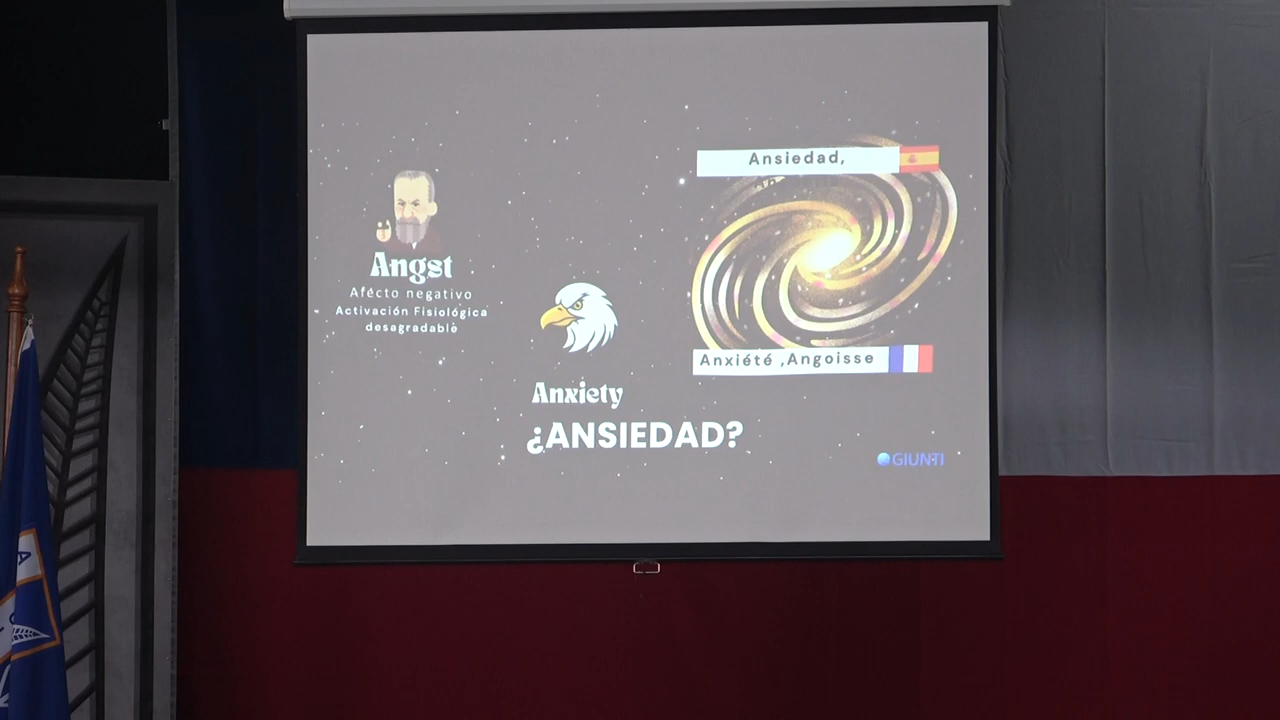 Ansiedad,
Angst
Afecto negativo
Activación Fisiológica
desagradable
Anxiété ,Angoisse
Anxiety
¿ANSIEDAD?
GIUNTI
A